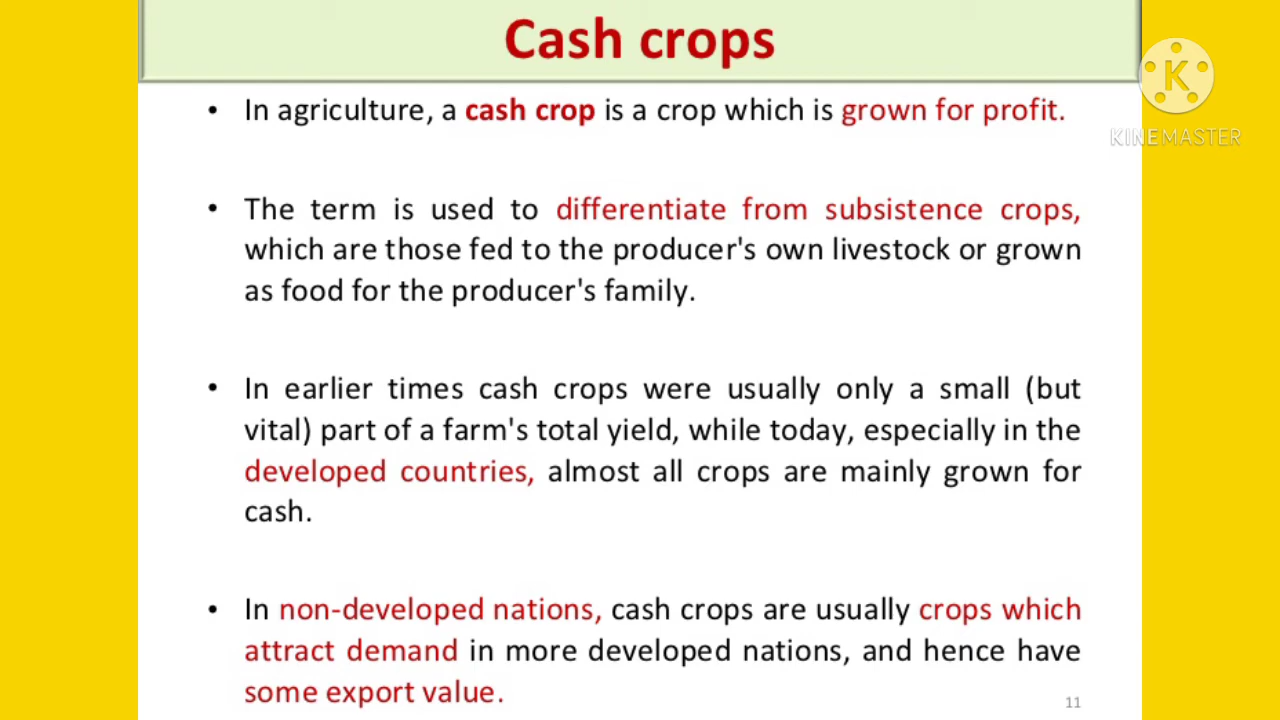 Cash crops
• In agriculture, a cash crop is a crop which is grown for profit.
• The term is used to differentiate from subsistence crops,
which are those fed to the producer's own livestock or grown
as food for the producer's family.
• In earlier times cash crops were usually only a small (but
vital) part of a farm's total yield, while today, especially in the
developed countries, almost all crops are mainly grown for
cash.
• In non-developed nations, cash crops are usually crops which
attract demand in more developed nations, and hence have
some export value.
11
K
KINEMASTER